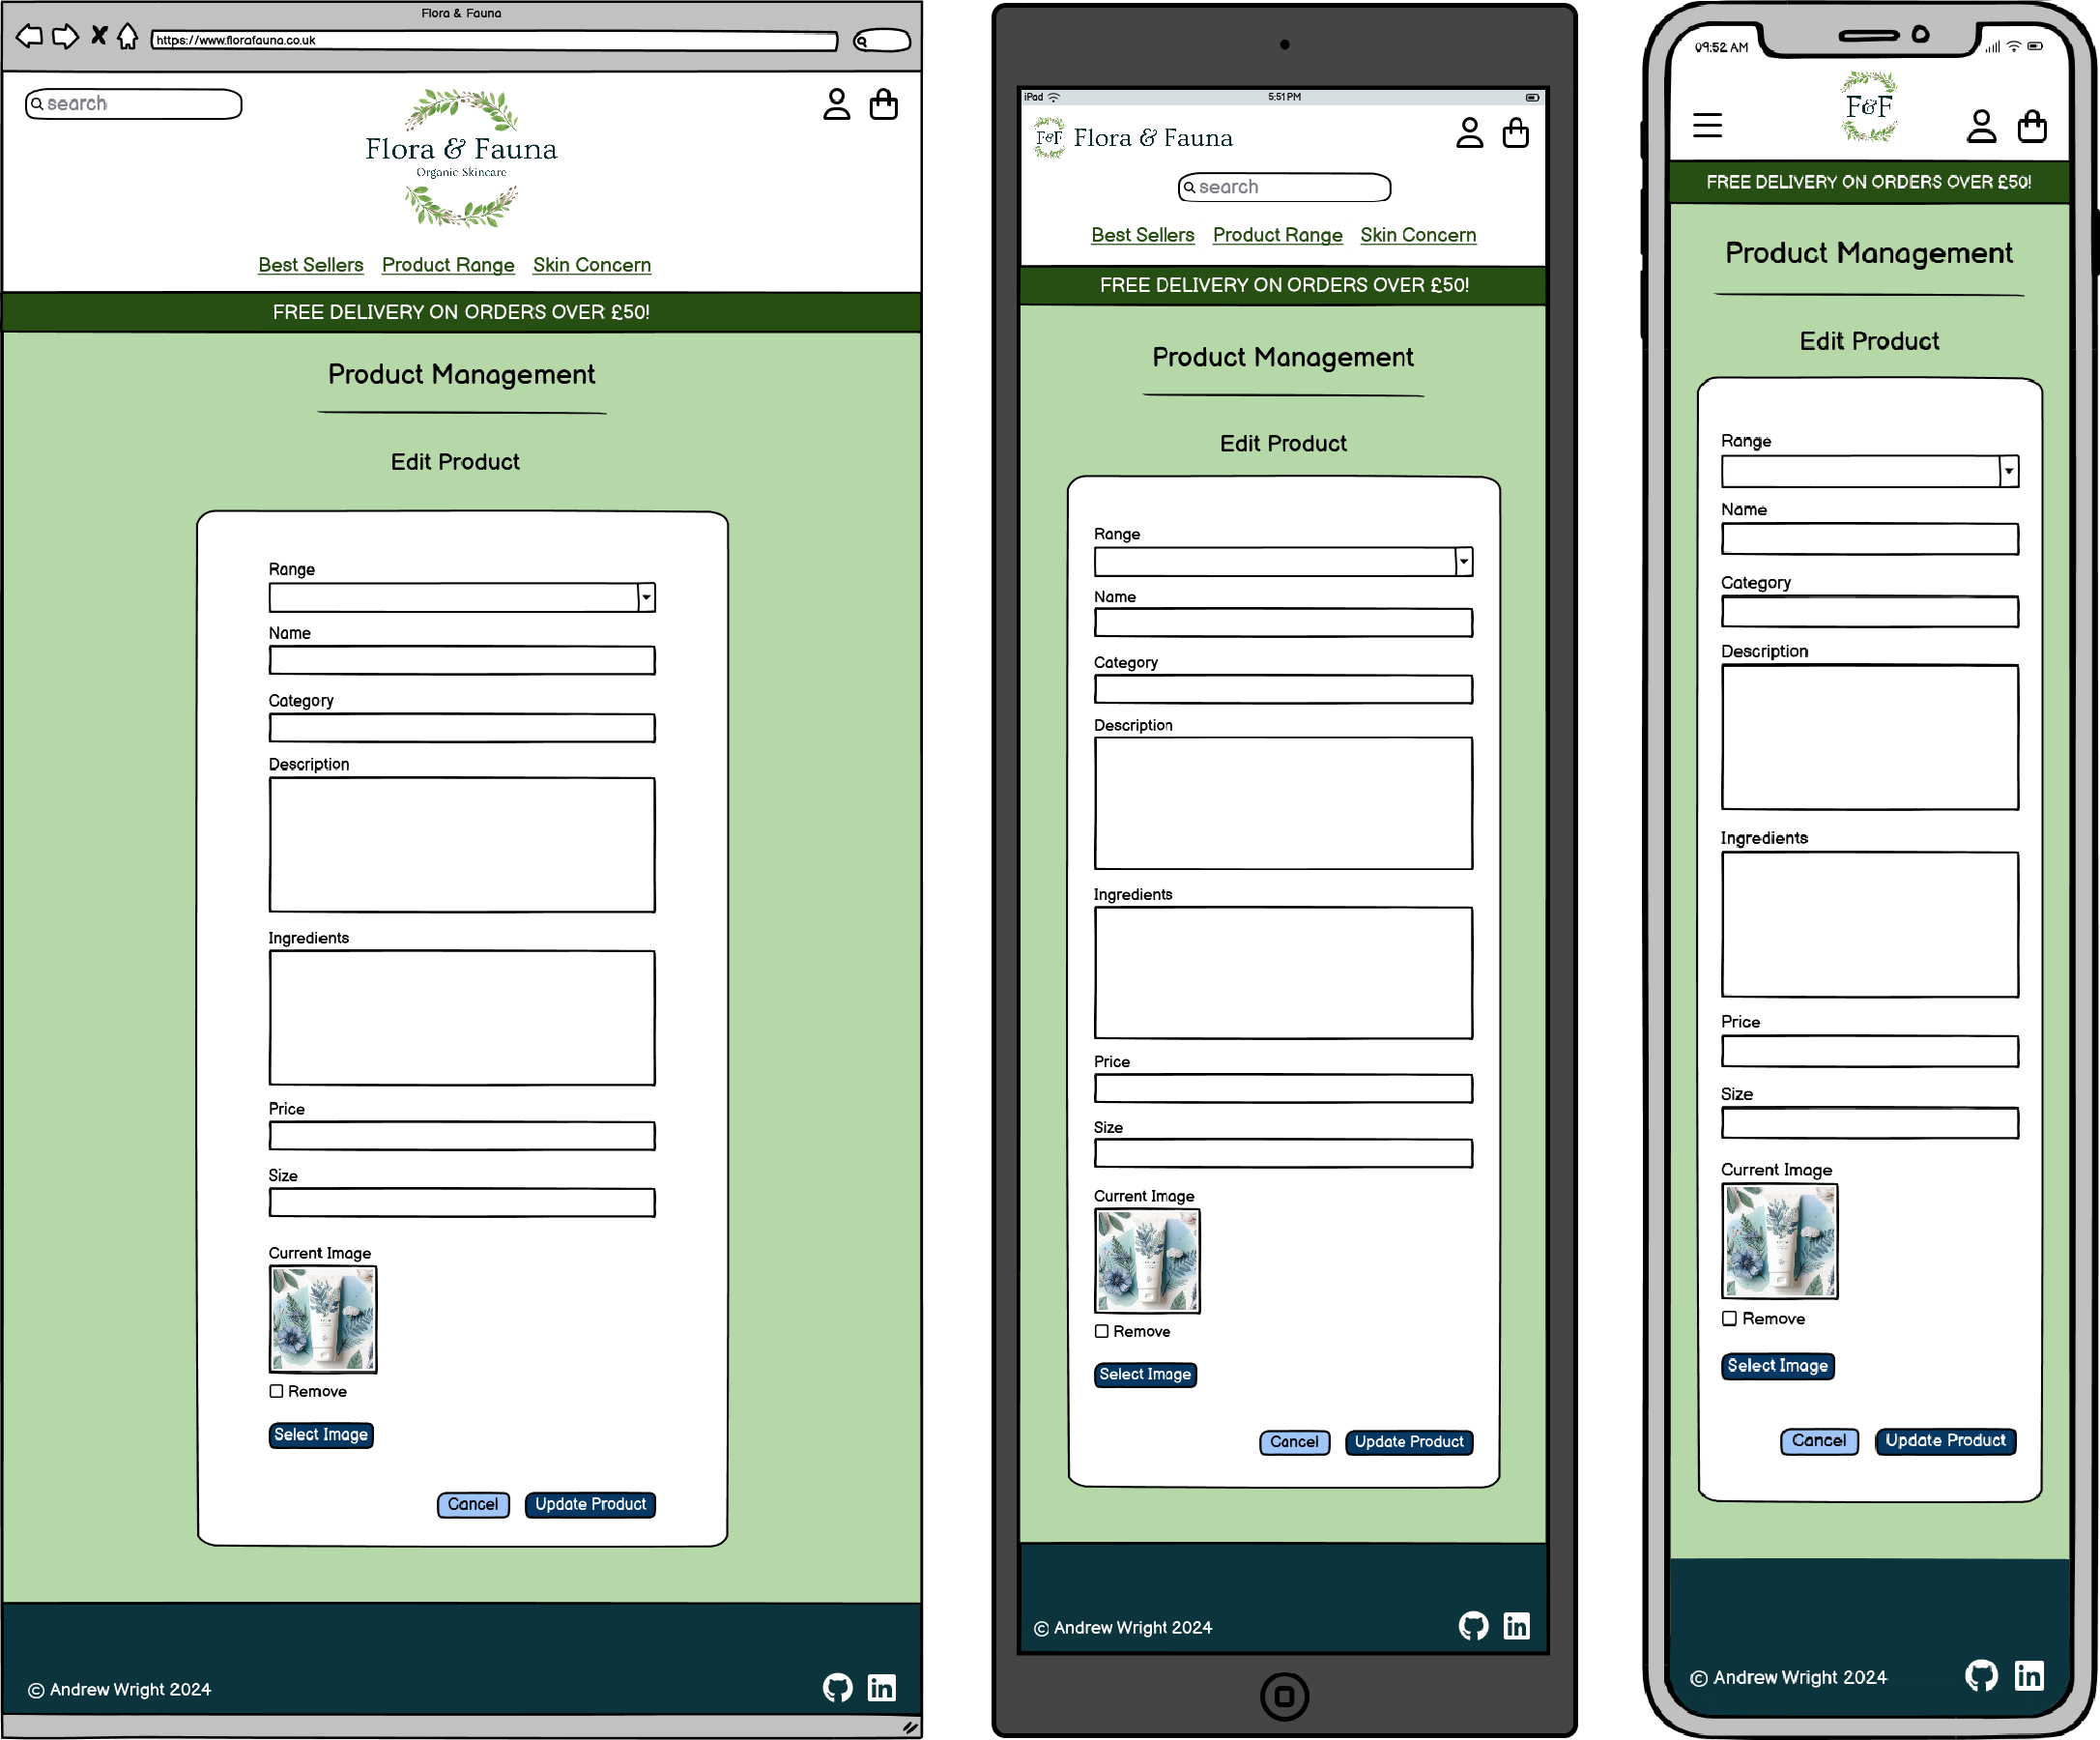 Flora & Fauna
https://www.florafauna.co.uk
search
Flora & Fauna
Organic Skincare
Best Sellers Product Range Skin Concern
FREE DELIVERY ON ORDERS OVER £50!
Product Management
Edit Product
Range
Name
Category
Description
Ingredients
Price
Size
Current Image
Remove
Select Image
Cancel Update Product
© Andrew Wright 2024
in
iPad 5:51 PM
F&F Flora & Fauna
search
Best Sellers Product Range Skin Concern
FREE DELIVERY ON ORDERS OVER £50!
Product Management
Edit Product
Range
Name
Category
Description
Ingredients
Price
Size
Current Image
Remove
Select Image
Cancel Update Product
© Andrew Wright 2024
in
09:52 AM
F&F
FREE DELIVERY ON ORDERS OVER £50!
Product Management
Edit Product
Range
Name
Category
Description
Ingredients
Price
Size
Current Image
Remove
Select Image
Cancel Update Product
© Andrew Wright 2024
in